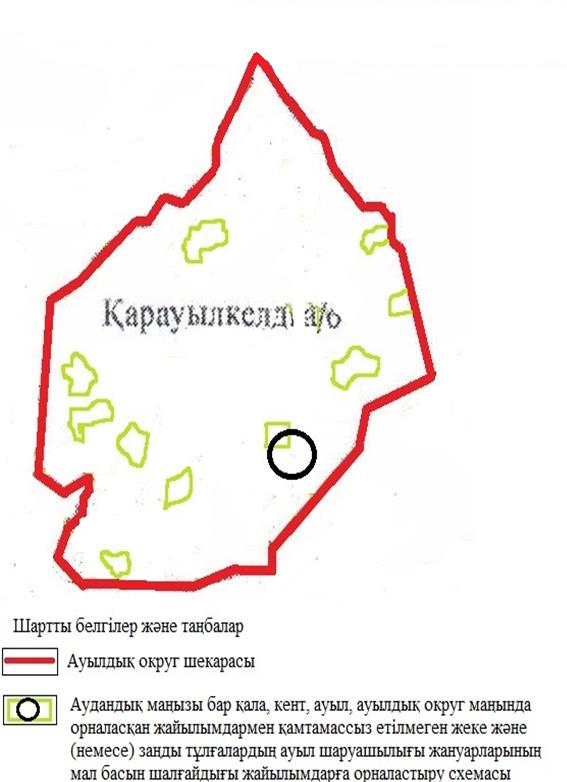 Қарауылкелді а/о
Шартты белгілер және таңбалар
Ауылдық округ шекарасы
Аудандық маңызы бар қала, кент, ауыл, ауылдық округ маңында
орналасқан жайылымдармен қамтамассыз етілмеген жеке және
(немесе) заңды тұлғалардың ауыл шаруашылығы жануарларының
мал басын шалғайдығы жайылымдарға орналастыру схемасы